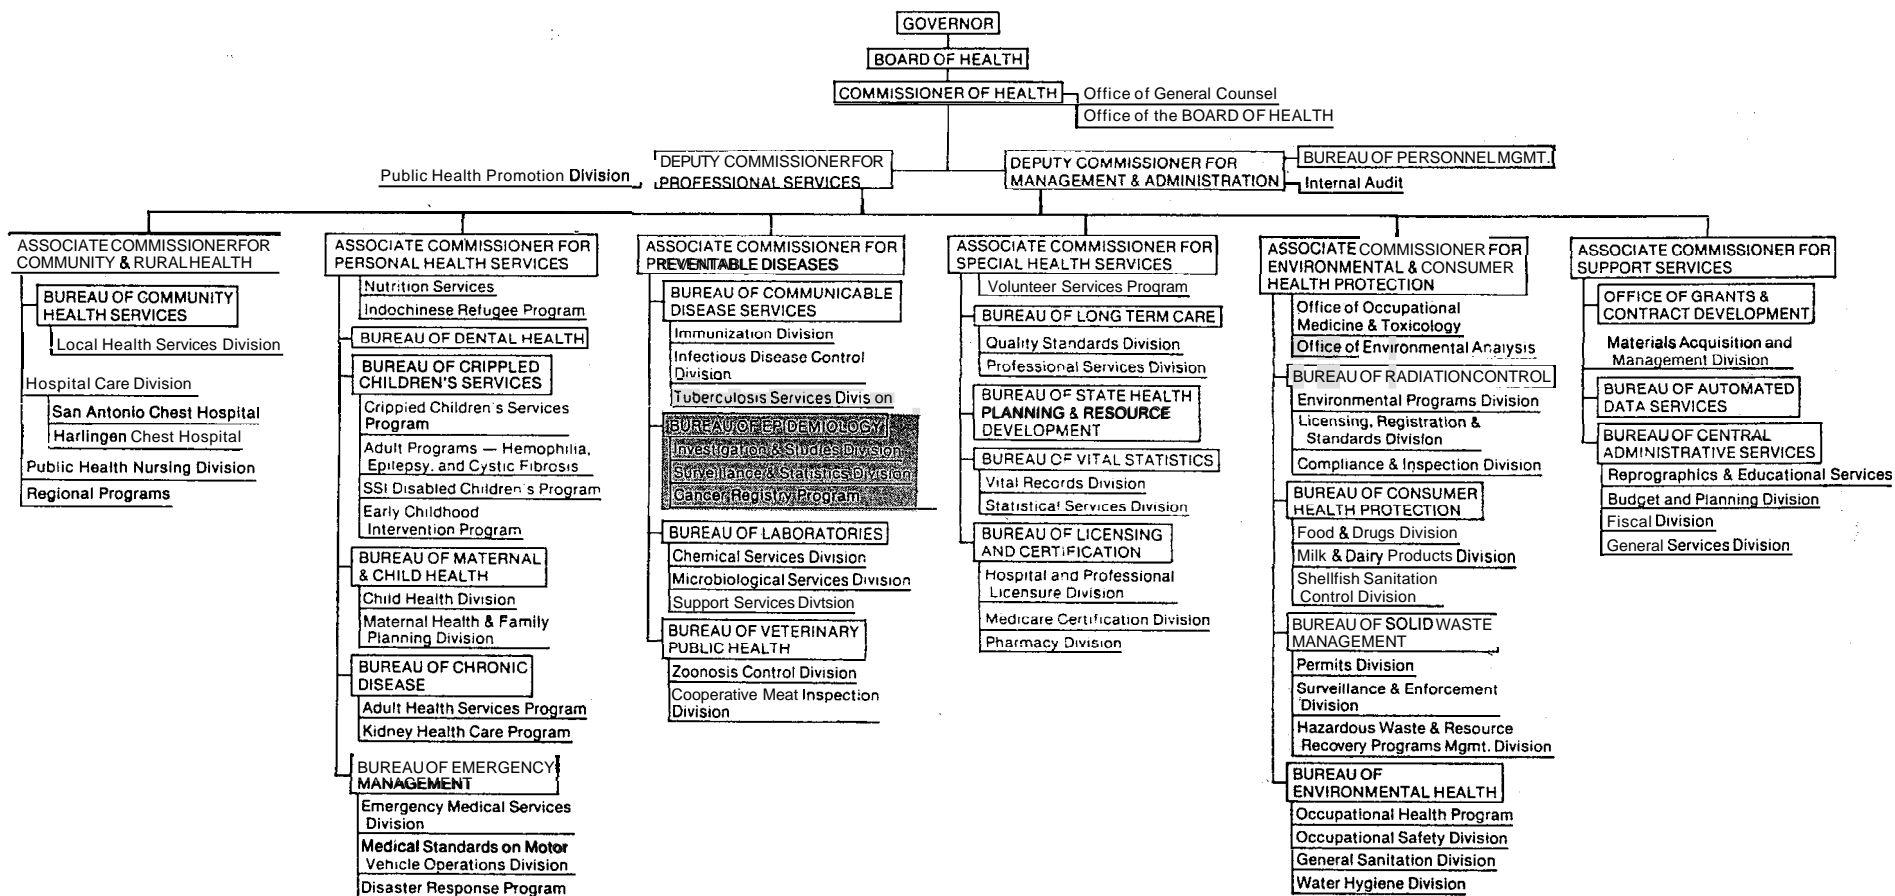 GOVERNOR
BOARD OF HEALTH
COMMISSIONER OF HEALTH
Office of General Counsel
Office of the BOARD OF HEALTH
Public Health Promotion Division
DEPUTY COMMISSIONER FOR
PROFESSIONAL SERVICES
DEPUTY COMMISSIONER FOR
MANAGEMENT & ADMINISTRATION
BUREAU OF PERSONNEL MGMT.
Internal Audit
ASSOCIATE COMMISSIONER FOR
COMMUNITY & RURAL HEALTH
BUREAU OF COMMUNITY
HEALTH SERVICES
Local Health Services Division
Hospital Care Division
San Antonio Chest Hospital
Harlingen Chest Hospital
Public Health Nursing Division
Regional Programs
ASSOCIATE COMMISSIONER FOR
PERSONAL HEALTH SERVICES
Nutrition Services
Indochinese Refugee Program
BUREAU OF DENTAL HEALTH
BUREAU OF CRIPPLED
CHILDREN'S SERVICES
Crippled Children's Services
Program
Adult Programs — Hemophilia,
Epilepsy, and Cystic Fibrosis
SSI Disabled Children's Program
Early Childhood
Intervention Program
BUREAU OF MATERNAL
& CHILD HEALTH
Child Health Division
Maternal Health & Family
Planning Division
BUREAU OF CHRONIC
DISEASE
Adult Health Services Program
Kidney Health Care Program
BUREAU OF EMERGENCY
MANAGEMENT
Emergency Medical Services
Division
Medical Standards on Motor
Vehicle Operations Division
Disaster Response Program
ASSOCIATE COMMISSIONER FOR
PREVENTABLE DISEASES
BUREAU OF COMMUNICABLE
DISEASE SERVICES
Immunization Division
Infectious Disease Control
Division
Tuberculosis Services Division
BUREAU OF EPIDEMIOLOGY
Investigation & Studies Division
Surveillance & Statistics Division
Cancer Registry Program
BUREAU OF LABORATORIES
Chemical Services Division
Microbiological Services Division
Support Services Division
BUREAU OF VETERINARY
PUBLIC HEALTH
Zoonosis Control Division
Cooperative Meat Inspection
Division
ASSOCIATE COMMISSIONER FOR
SPECIAL HEALTH SERVICES
Volunteer Services Program
BUREAU OF LONG TERM CARE
Quality Standards Division
Professional Services Division
BUREAU OF STATE HEALTH
PLANNING & RESOURCE
DEVELOPMENT
BUREAU OF VITAL STATISTICS
Vital Records Division
Statistical Services Division
BUREAU OF LICENSING
AND CERTIFICATION
Hospital and Professional
Licensure Division
Medicare Certification Division
Pharmacy Division
ASSOCIATE COMMISSIONER FOR
ENVIRONMENTAL & CONSUMER
HEALTH PROTECTION
Office of Occupational
Medicine & Toxicology
Office of Environmental Analysis
BUREAU OF RADIATION CONTROL
Environmental Programs Division
Licensing, Registration &
Standards Division
Compliance & Inspection Division
BUREAU OF CONSUMER
HEALTH PROTECTION
Food & Drugs Division
Milk & Dairy Products Division
Shellfish Sanitation
Control Division
BUREAU OF SOLID WASTE
MANAGEMENT
Permits Division
Surveillance & Enforcement
Division
Hazardous Waste & Resource
Recovery Programs Mgmt. Division
BUREAU OF
ENVIRONMENTAL HEALTH
Occupational Health Program
Occupational Safety Division
General Sanitation Division
Water Hygiene Division
ASSOCIATE COMMISSIONER FOR
SUPPORT SERVICES
OFFICE OF GRANTS &
CONTRACT DEVELOPMENT
Materials Acquisition and
Management Division
BUREAU OF AUTOMATED
DATA SERVICES
BUREAU OF CENTRAL
ADMINISTRATIVE SERVICES
Reprographics & Educational Services
Budget and Planning Division
Fiscal Division
General Services Division